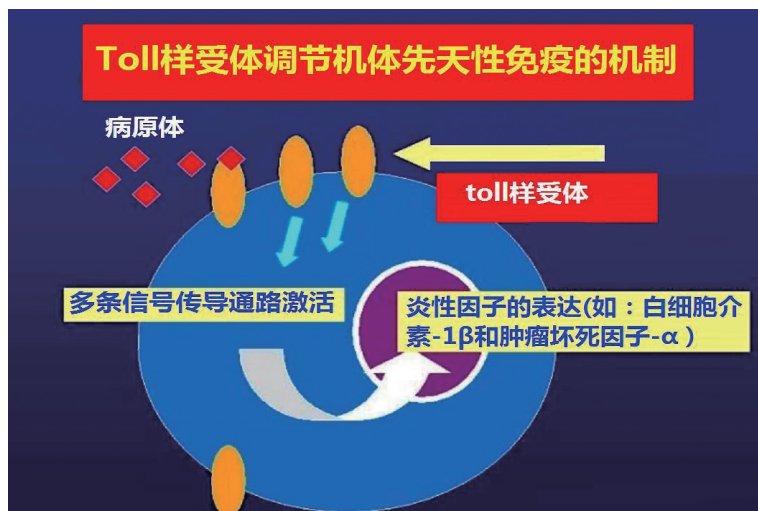 Toll样受体调节机体先天性免疫的机制
病原体
toll样受体
多条信号传导通路激活
炎性因子的表达(如：白细胞介
素-1β和肿瘤坏死因子-α）